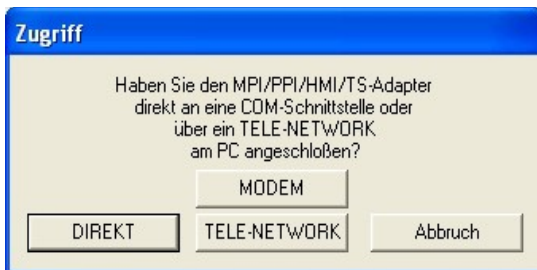 Zugriff
Haben Sie den MPI/PPI/HMI/TS-Adapter
direkt an eine COM-Schnittstelle oder
über ein TELE-NETWORK
am PC angeschloßen?
MODEM
DIREKT
TELE-NETWORK
Abbruch